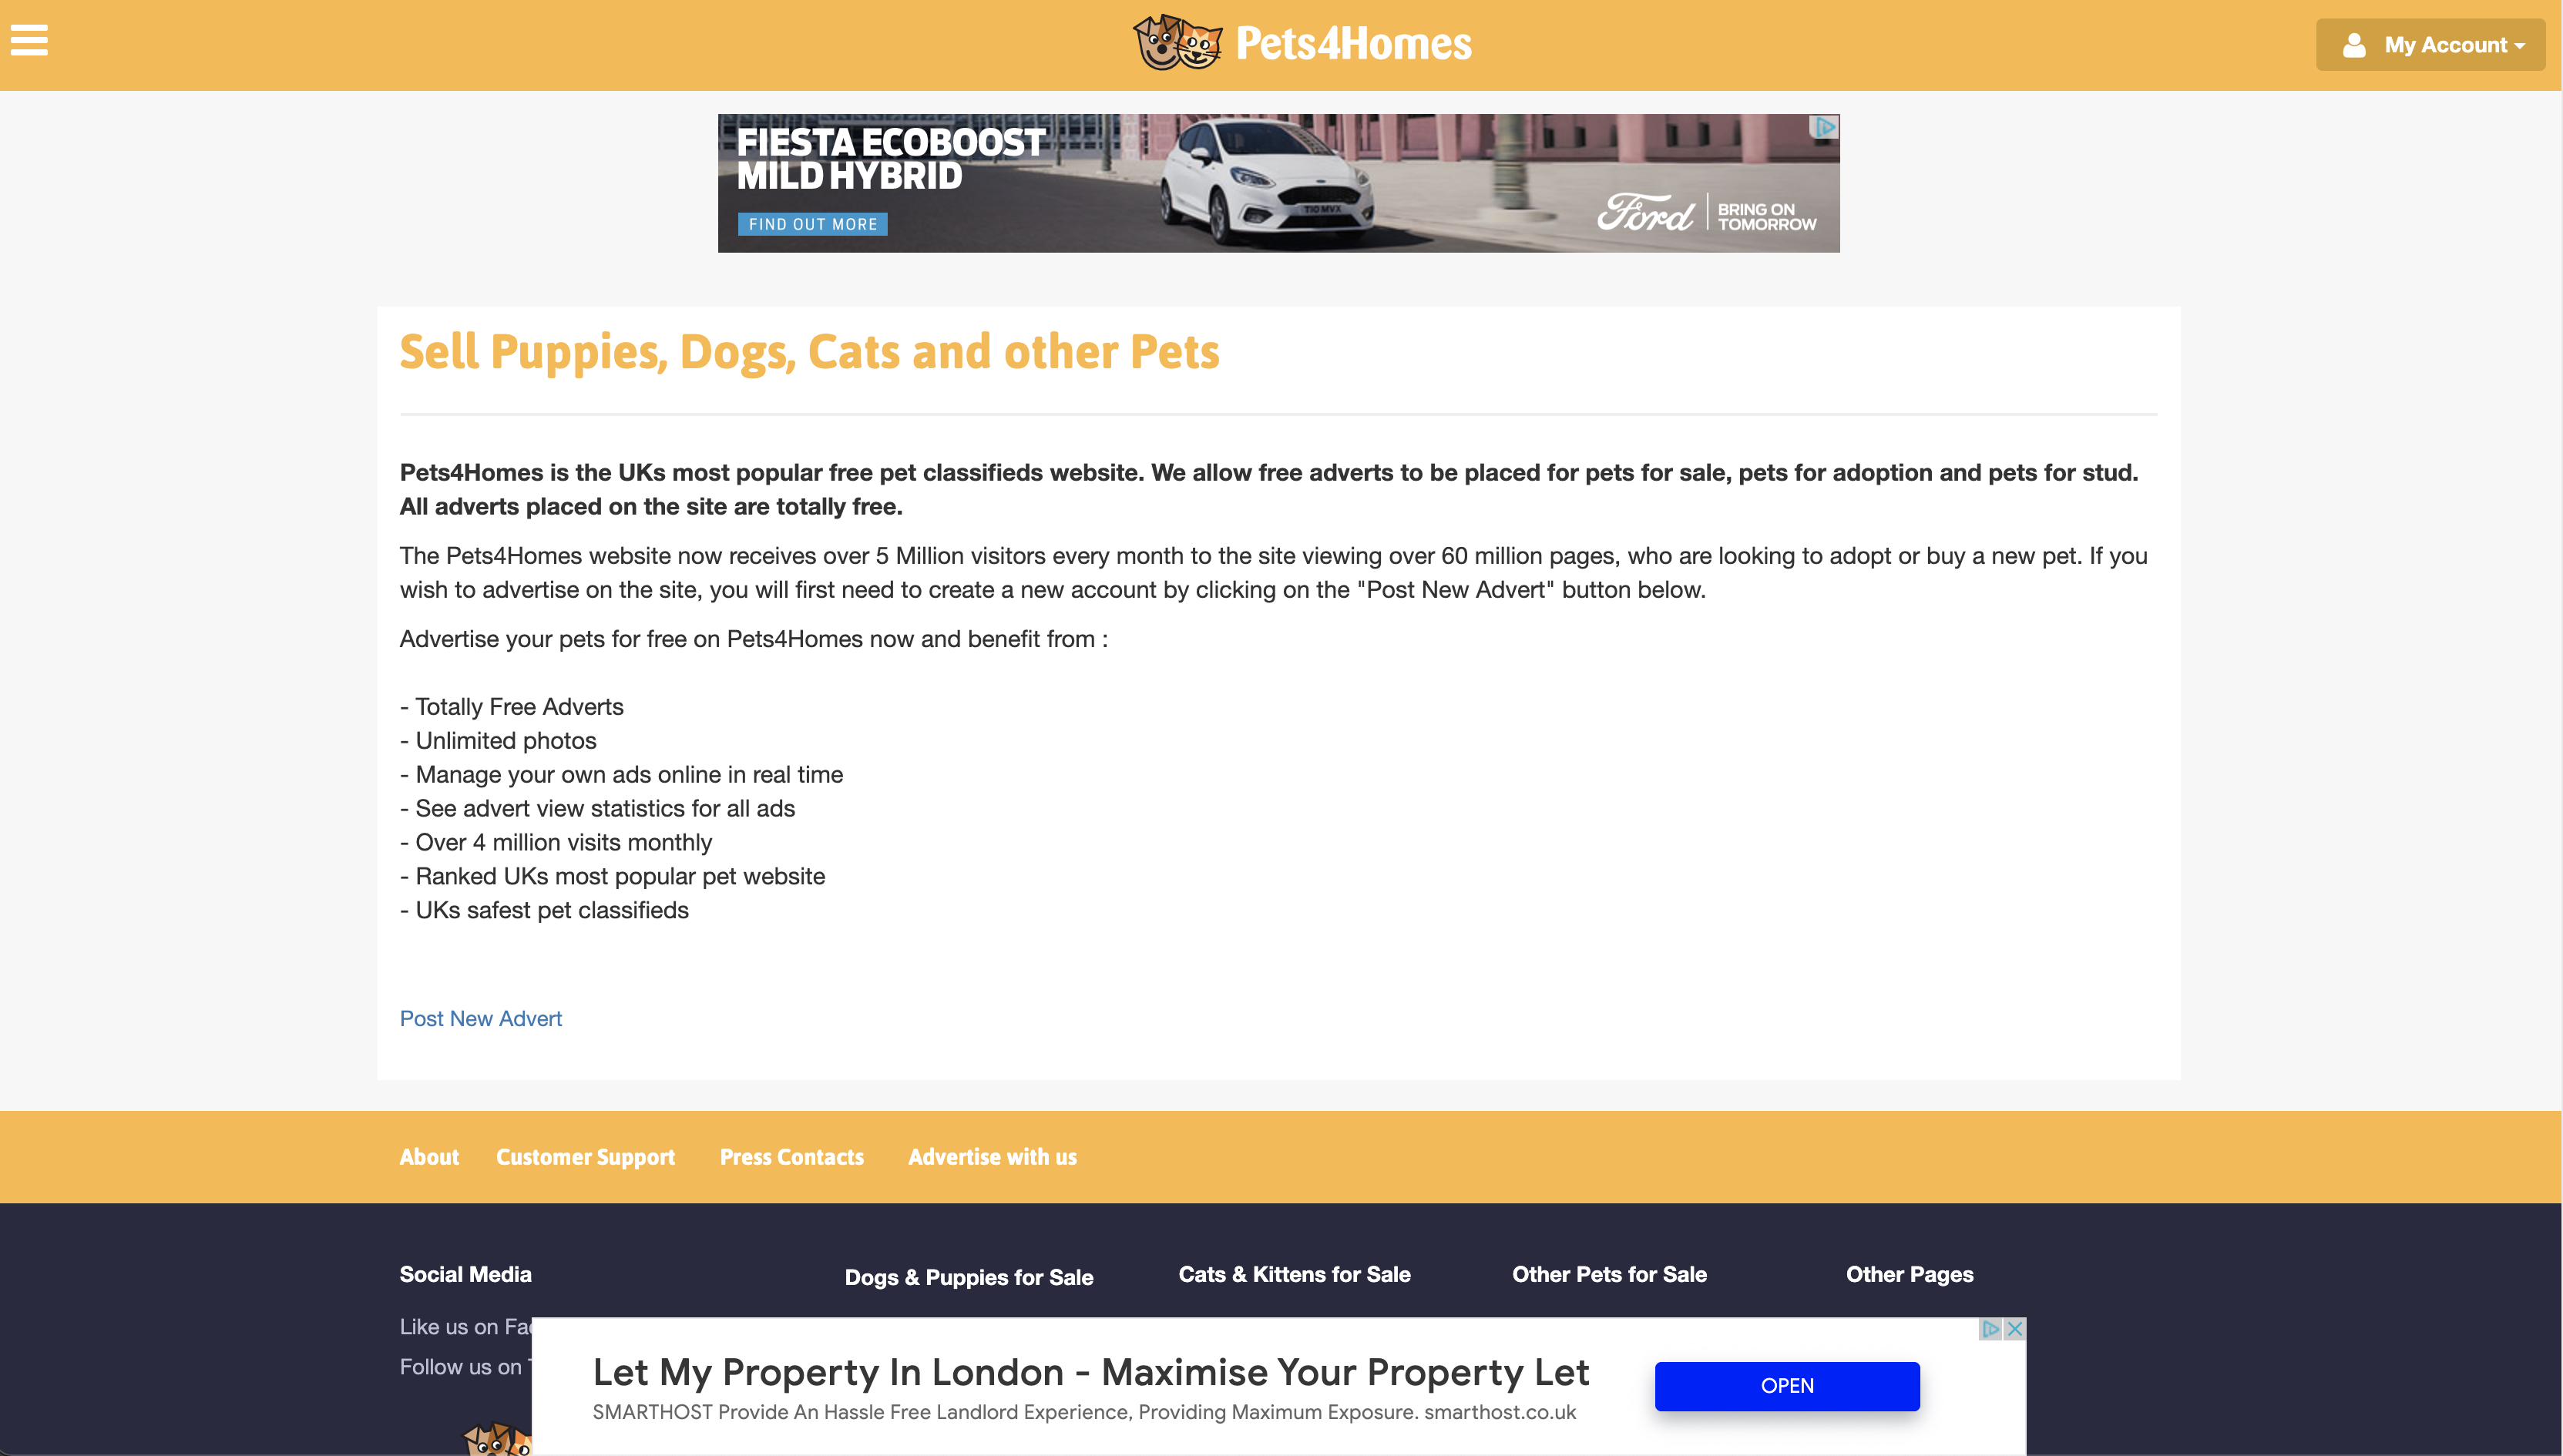 Pets4Homes
My Account
FIESTA ECOBOOST
MILD HYBRID
FIND OUT MORE
T10 MVX
Ford
BRING ON
TOMORROW
Sell Puppies, Dogs, Cats and other Pets
Pets4Homes is the UKs most popular free pet classifieds website. We allow free adverts to be placed for pets for sale, pets for adoption and pets for stud.
All adverts placed on the site are totally free.
The Pets4Homes website now receives over 5 Million visitors every month to the site viewing over 60 million pages, who are looking to adopt or buy a new pet. If you
wish to advertise on the site, you will first need to create a new account by clicking on the "Post New Advert" button below.
Advertise your pets for free on Pets4Homes now and benefit from :
- Totally Free Adverts
- Unlimited photos
- Manage your own ads online in real time
- See advert view statistics for all ads
- Over 4 million visits monthly
- Ranked UKs most popular pet website
- UKs safest pet classifieds
Post New Advert
About Customer Support Press Contacts Advertise with us
Social Media Dogs & Puppies for Sale Cats & Kittens for Sale Other Pets for Sale Other Pages
Like us on
Follow us on
Let My Property In London - Maximise Your Property Let
SMARTHOST Provide An Hassle Free Landlord Experience, Providing Maximum Exposure. smarthost.co.uk
OPEN